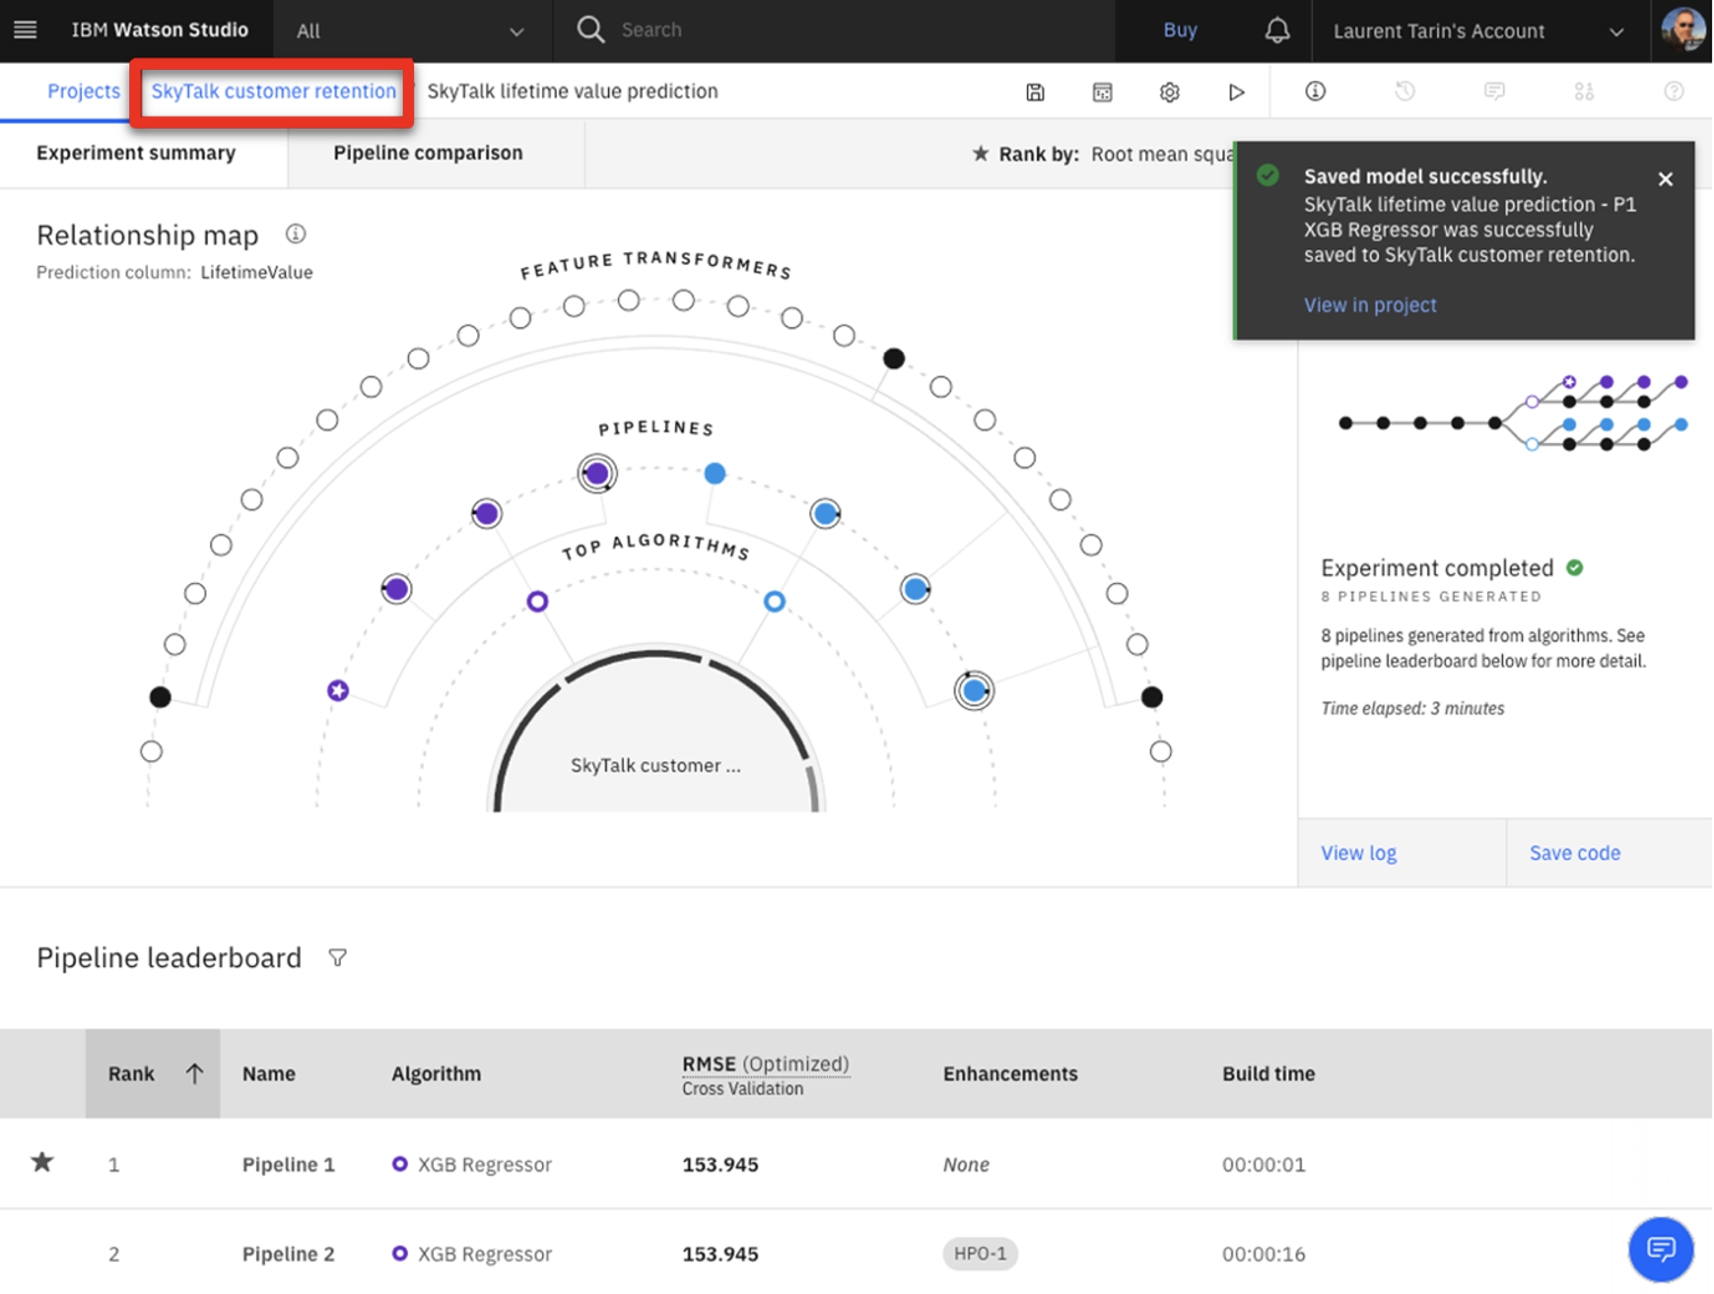 IBM Watson Studio
All
Search
Buy
Laurent Tarin's Account
Projects
SkyTalk customer retention
SkyTalk lifetime value prediction
Experiment summary
Pipeline comparison
Rank by: Root mean squa
Saved model successfully.
SkyTalk lifetime value prediction - P1
XGB Regressor was successfully
saved to SkyTalk customer retention.
View in project
Relationship map
Prediction column: LifetimeValue
FEATURE TRANSFORMERS
PIPELINES
TOP ALGORITHMS
SkyTalk customer ...
Experiment completed
8 PIPELINES GENERATED
8 pipelines generated from algorithms. See
pipeline leaderboard below for more detail.
Time elapsed: 3 minutes
View log
Save code
Pipeline leaderboard
Rank
Name
Algorithm
RMSE (Optimized)
Cross Validation
Enhancements
Build time
1 Pipeline 1 XGB Regressor 153.945 None 00:00:01
2 Pipeline 2 XGB Regressor 153.945 HPO-1 00:00:16